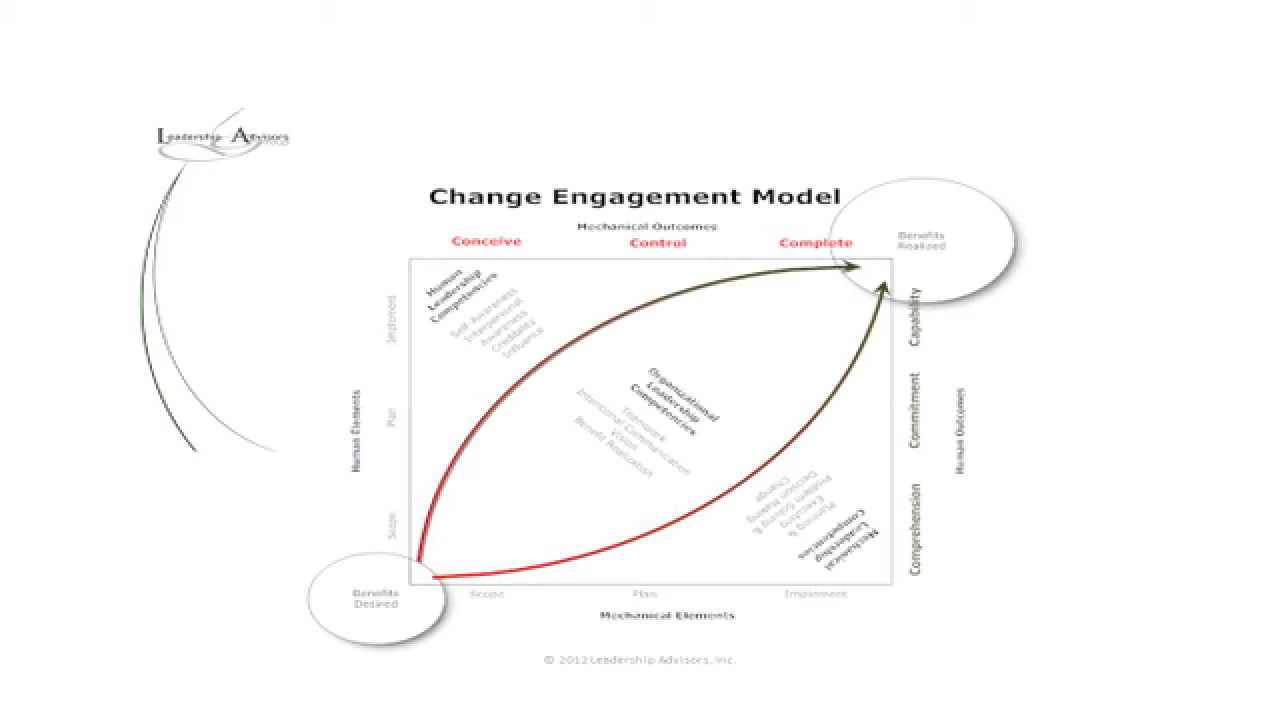 Leadership Advisors
Change Engagement Model
Mechanical Outcomes
Conceive Control Complete
Benefits
Realized
Human
Leadership
Competencies
Self-Awareness
Interpersonal
Awareness
Credibility
Influence
Organizational
Leadership
Competencies
Teamwork
Intentional Communication
Vision
Benefit Realization
Mechanical
Leadership
Competencies
Planning &
Executing
Problem Solving &
Decision Making
Change
Implement
Plan
Scope
Human Elements
Capability
Commitment
Comprehension
Human Outcomes
Benefits
Desired
Scope Plan Implement
Mechanical Elements
© 2012 Leadership Advisors, Inc.